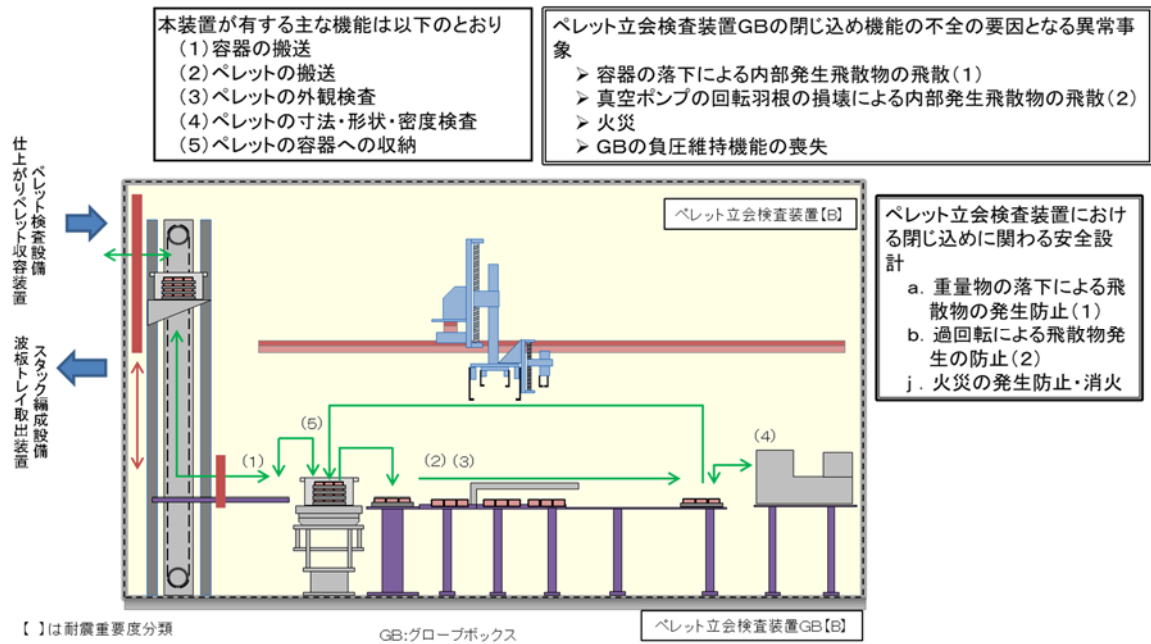 本装置が有する主な機能は以下のとおり
(1)容器の搬送
(2)ペレットの搬送
(3)ペレットの外観検査
(4)ペレットの寸法・形状・密度検査
(5)ペレットの容器への収納
ペレット立会検査装置GBの閉じ込め機能の不全の要因となる異常事
象
➢ 容器の落下による内部発生飛散物の飛散(1)
➢ 真空ポンプの回転羽根の損壊による内部発生飛散物の飛散(2)
➢ 火災
➢ GBの負圧維持機能の喪失
ペレット検査設備
仕上がりペレット収容装置
スタック編成設備
波板トレイ取出装置
ペレット立会検査装置【B】
ペレット立会検査装置におけ
る閉じ込めに関わる安全設
計
a. 重量物の落下による飛
散物の発生防止(1)
b. 過回転による飛散物発
生の防止(2)
j. 火災の発生防止・消火
(1)
(5)
(2)(3)
(4)
【 】は耐震重要度分類
GB:グローブボックス
ペレット立会検査装置GB【B】